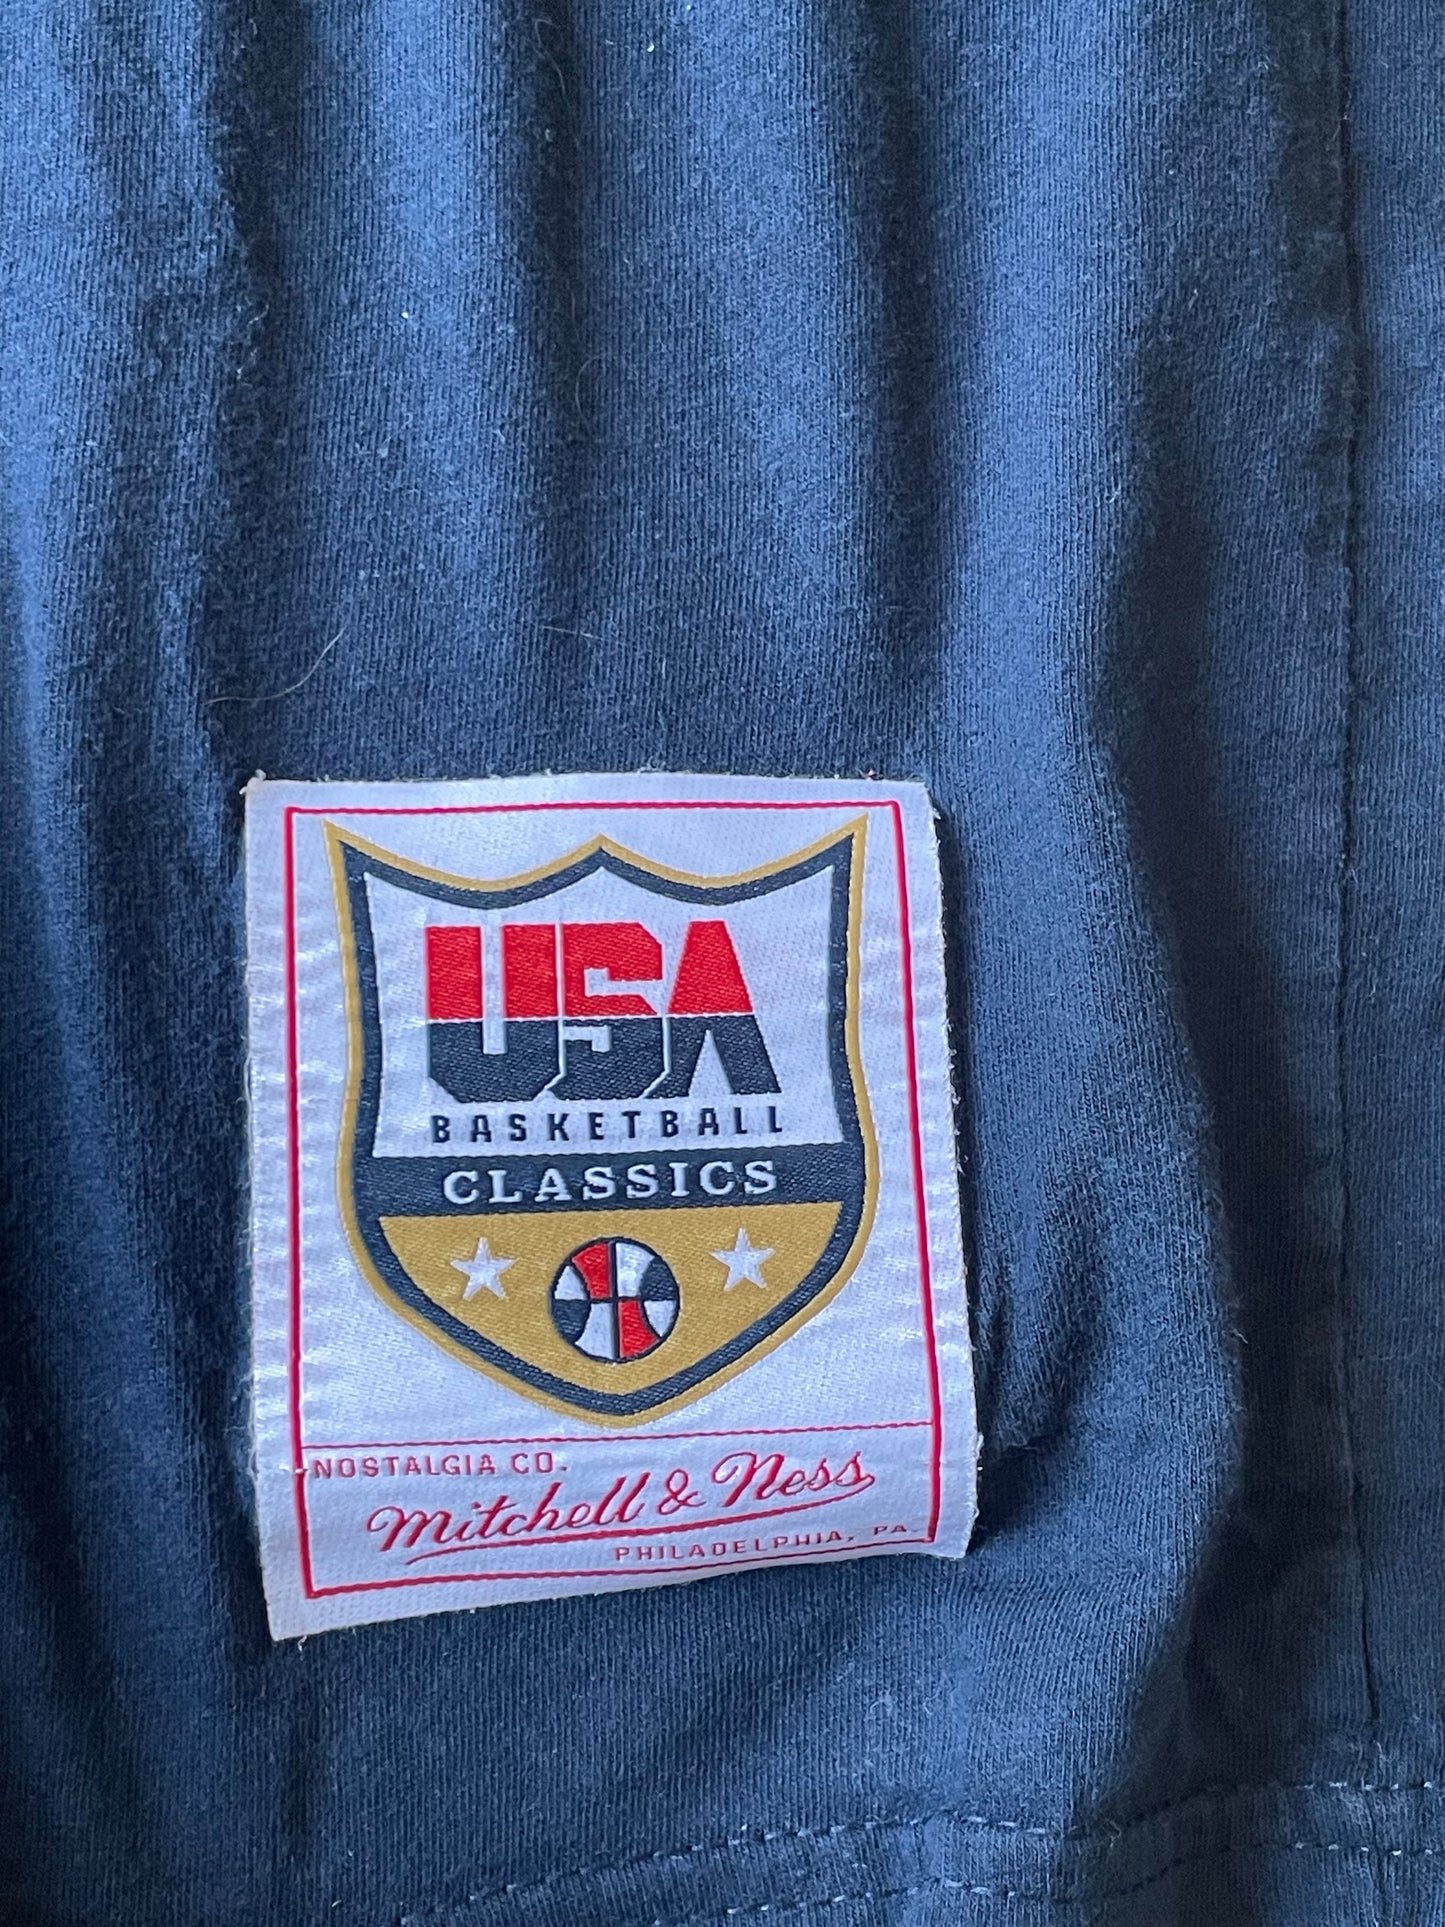 USA
BASKETBALL
CLASSICS
NOSTALGIA CO.
Mitchell & Ness
PHILADELPHIA, PA.